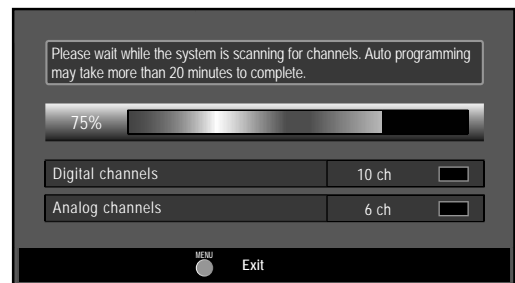 Please wait while the system is scanning for channels. Auto programming
may take more than 20 minutes to complete.
75%
Digital channels 10 ch
Analog channels 6 ch
MENU Exit